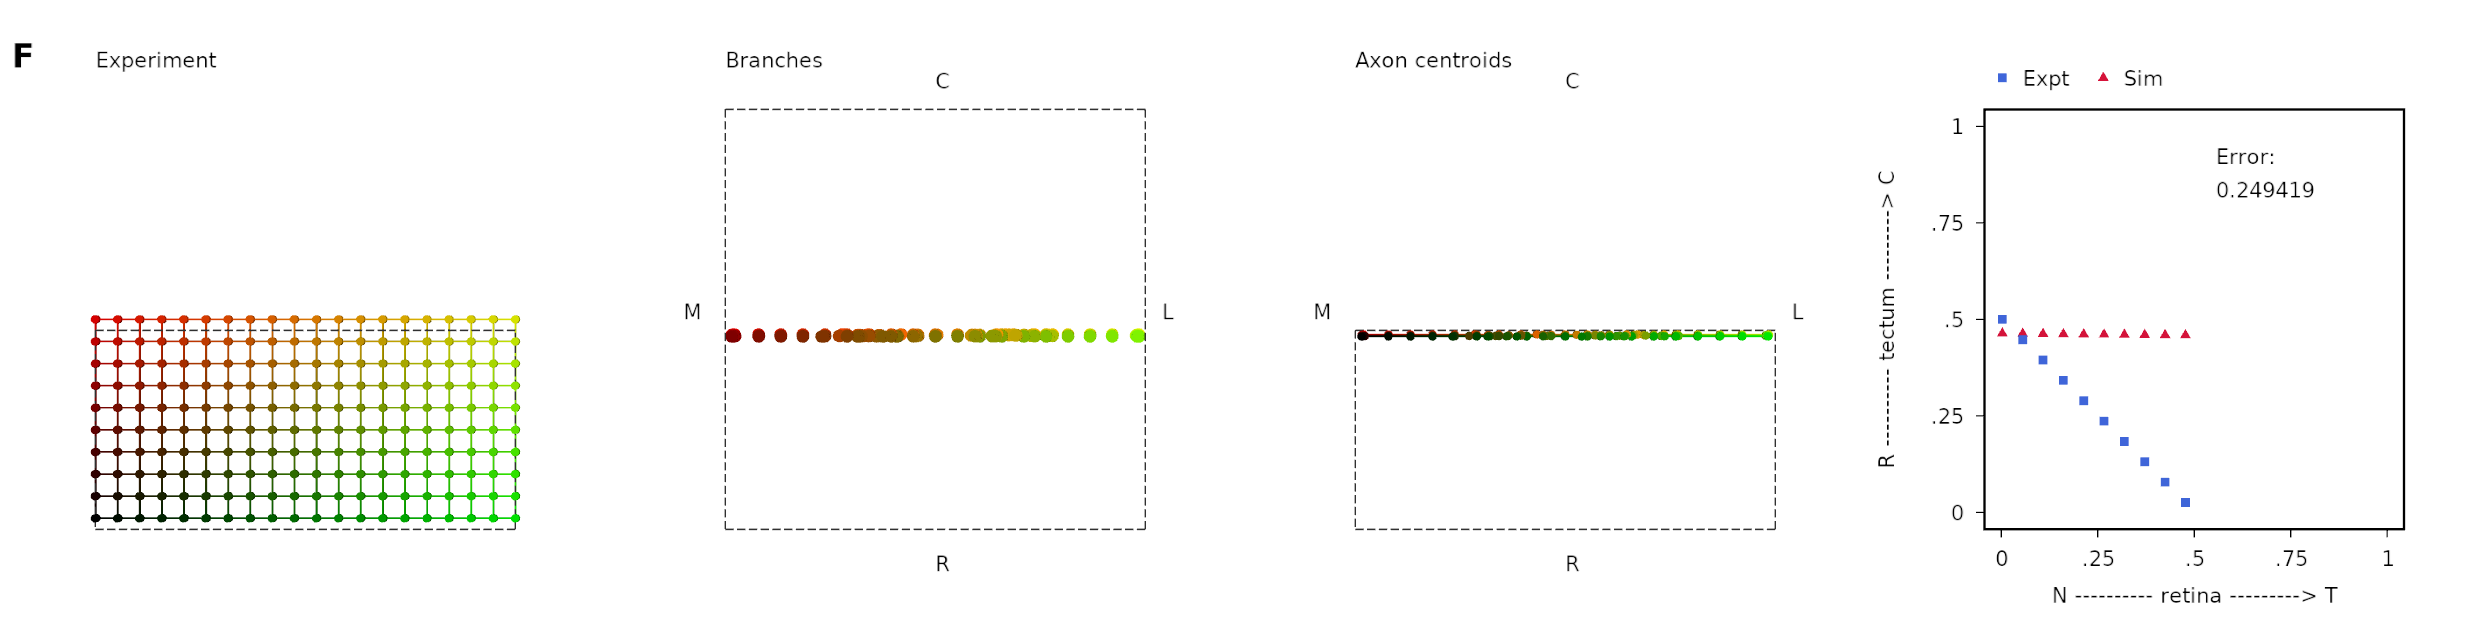 F
Experiment
Branches
C
M
L
R
Axon centroids
C
M
L
R
Expt
Sim
Error:
0.249419
1
.75
.5
.25
0
R ---------- tectum ---------> C
0
.25
.5
.75
1
N ---------- retina ---------> T